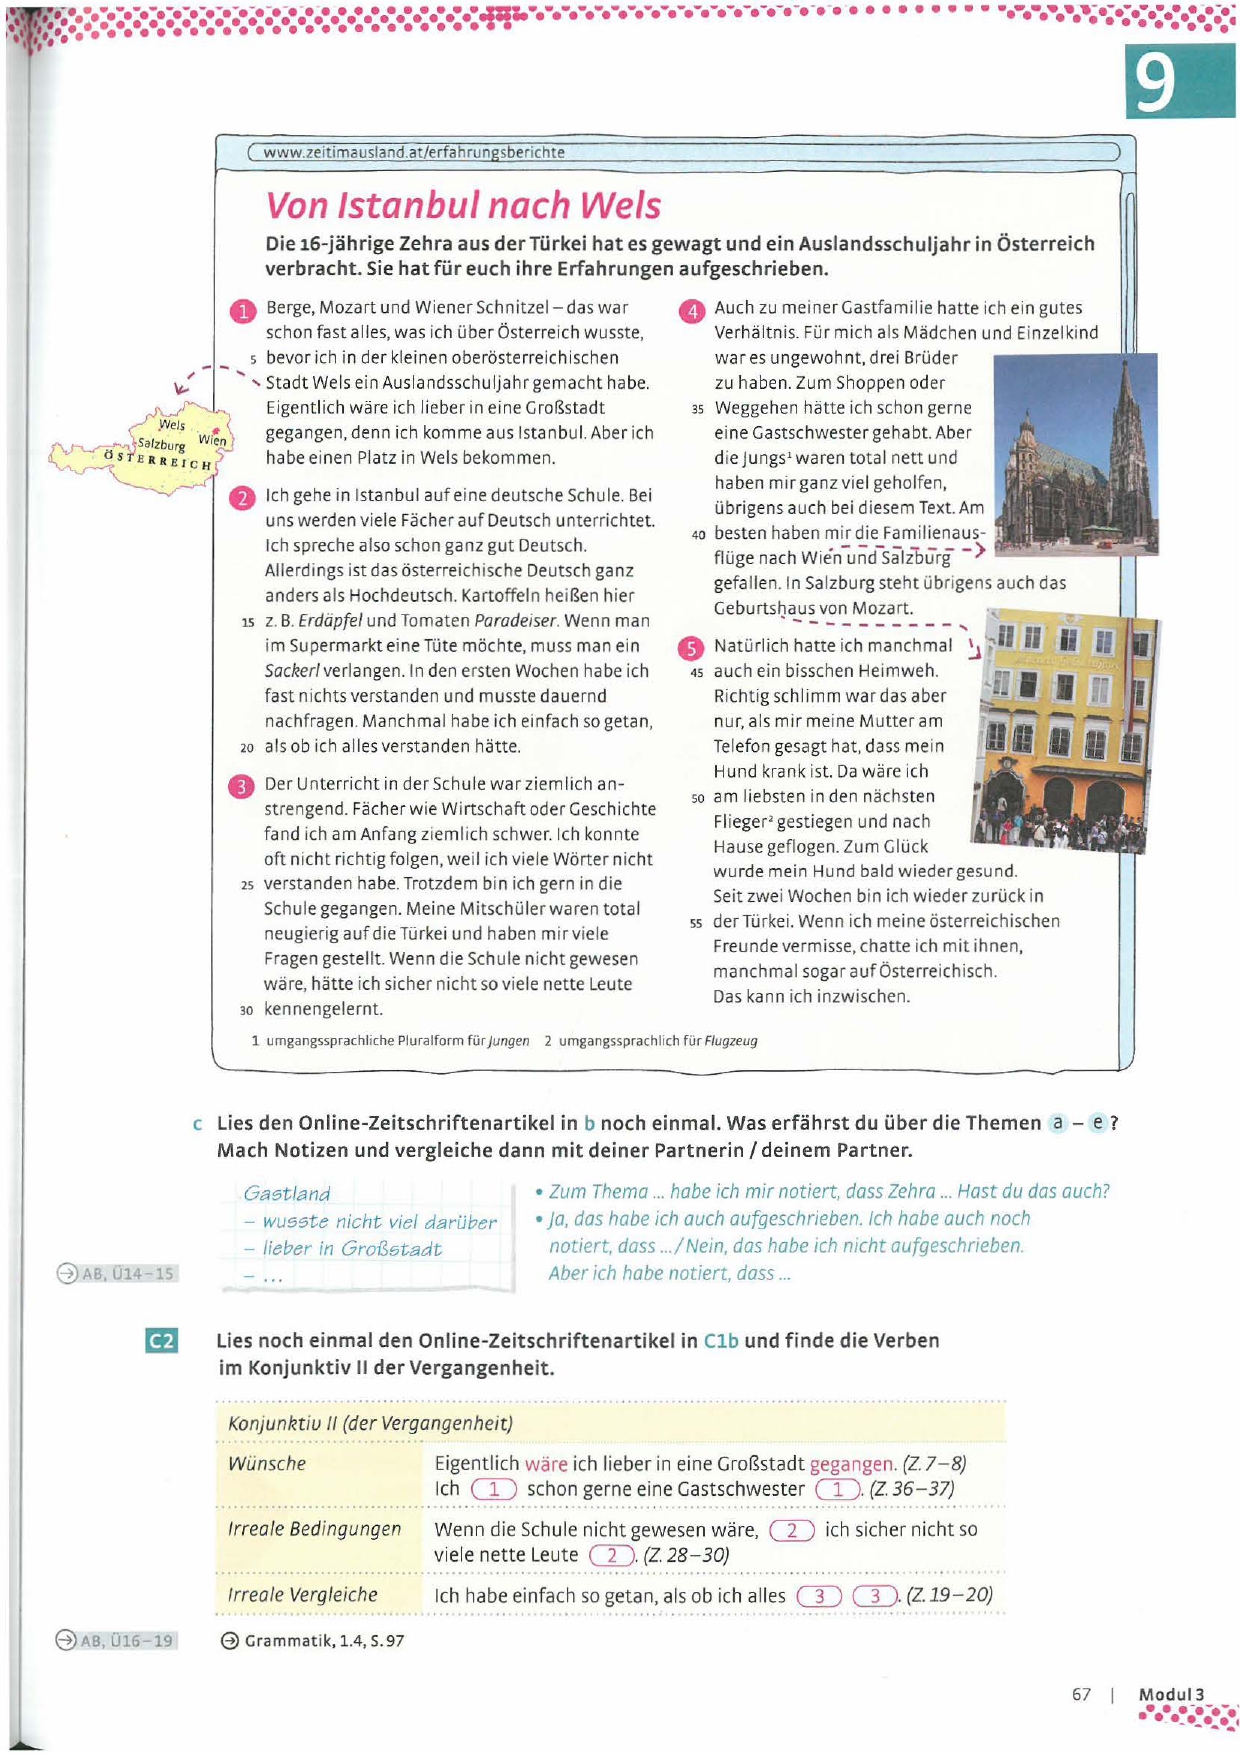 9
www.zeitimausland.at/erfahrungsberichte
Von Istanbul nach Wels
Die 16-jährige Zehra aus der Türkei hat es gewagt und ein Auslandsschuljahr in Österreich
verbracht. Sie hat für euch ihre Erfahrungen aufgeschrieben.
1 Berge, Mozart und Wiener Schnitzel – das war
schon fast alles, was ich über Österreich wusste,
5 bevor ich in der kleinen oberösterreichischen
Stadt Wels ein Auslandsschuljahr gemacht habe.
Eigentlich wäre ich lieber in eine Großstadt
gegangen, denn ich komme aus Istanbul. Aber ich
habe einen Platz in Wels bekommen.
Wels
Salzburg Wien
ÖSTERREICH
2 Ich gehe in Istanbul auf eine deutsche Schule. Bei
uns werden viele Fächer auf Deutsch unterrichtet.
Ich spreche also schon ganz gut Deutsch.
Allerdings ist das österreichische Deutsch ganz
anders als Hochdeutsch. Kartoffeln heißen hier
15 z. B. Erdäpfel und Tomaten Paradeiser. Wenn man
im Supermarkt eine Tüte möchte, muss man ein
Sackerl verlangen. In den ersten Wochen habe ich
fast nichts verstanden und musste dauernd
nachfragen. Manchmal habe ich einfach so getan,
20 als ob ich alles verstanden hätte.
3 Der Unterricht in der Schule war ziemlich an-
strengend. Fächer wie Wirtschaft oder Geschichte
fand ich am Anfang ziemlich schwer. Ich konnte
oft nicht richtig folgen, weil ich viele Wörter nicht
25 verstanden habe. Trotzdem bin ich gern in die
Schule gegangen. Meine Mitschüler waren total
neugierig auf die Türkei und haben mir viele
Fragen gestellt. Wenn die Schule nicht gewesen
wäre, hätte ich sicher nicht so viele nette Leute
30 kennengelernt.
4 Auch zu meiner Gastfamilie hatte ich ein gutes
Verhältnis. Für mich als Mädchen und Einzelkind
war es ungewohnt, drei Brüder
zu haben. Zum Shoppen oder
35 Weggehen hätte ich schon gerne
eine Gastschwester gehabt. Aber
die Jungs¹ waren total nett und
haben mir ganz viel geholfen,
übrigens auch bei diesem Text. Am
40 besten haben mir die Familienaus-
flüge nach Wien und Salzburg
gefallen. In Salzburg steht übrigens auch das
Geburtshaus von Mozart.
5 Natürlich hatte ich manchmal
45 auch ein bisschen Heimweh.
Richtig schlimm war das aber
nur, als mir meine Mutter am
Telefon gesagt hat, dass mein
Hund krank ist. Da wäre ich
50 am liebsten in den nächsten
Flieger² gestiegen und nach
Hause geflogen. Zum Glück
wurde mein Hund bald wieder gesund.
Seit zwei Wochen bin ich wieder zurück in
55 der Türkei. Wenn ich meine österreichischen
Freunde vermisse, chatte ich mit ihnen,
manchmal sogar auf Österreichisch.
Das kann ich inzwischen.
1 umgangssprachliche Pluralform für Jungen 2 umgangssprachlich für Flugzeug
c Lies den Online-Zeitschriftenartikel in b noch einmal. Was erfährst du über die Themen a – e ?
Mach Notizen und vergleiche dann mit deiner Partnerin / deinem Partner.
Gastland
– wusste nicht viel darüber
– lieber in Großstadt
– ...
• Zum Thema ... habe ich mir notiert, dass Zehra ... Hast du das auch?
• Ja, das habe ich auch aufgeschrieben. Ich habe auch noch
notiert, dass ... / Nein, das habe ich nicht aufgeschrieben.
Aber ich habe notiert, dass ...
AB, Ü14–15
C2 Lies noch einmal den Online-Zeitschriftenartikel in C1b und finde die Verben
im Konjunktiv II der Vergangenheit.
Konjunktiv II (der Vergangenheit)
Wünsche Eigentlich wäre ich lieber in eine Großstadt gegangen. (Z. 7–8)
Ich 1 schon gerne eine Gastschwester 1. (Z. 36–37)
Irreale Bedingungen Wenn die Schule nicht gewesen wäre, 2 ich sicher nicht so
viele nette Leute 2. (Z. 28–30)
Irreale Vergleiche Ich habe einfach so getan, als ob ich alles 3 3. (Z. 19–20)
AB, Ü16–19
Grammatik, 1.4, S. 97
67 | Modul 3